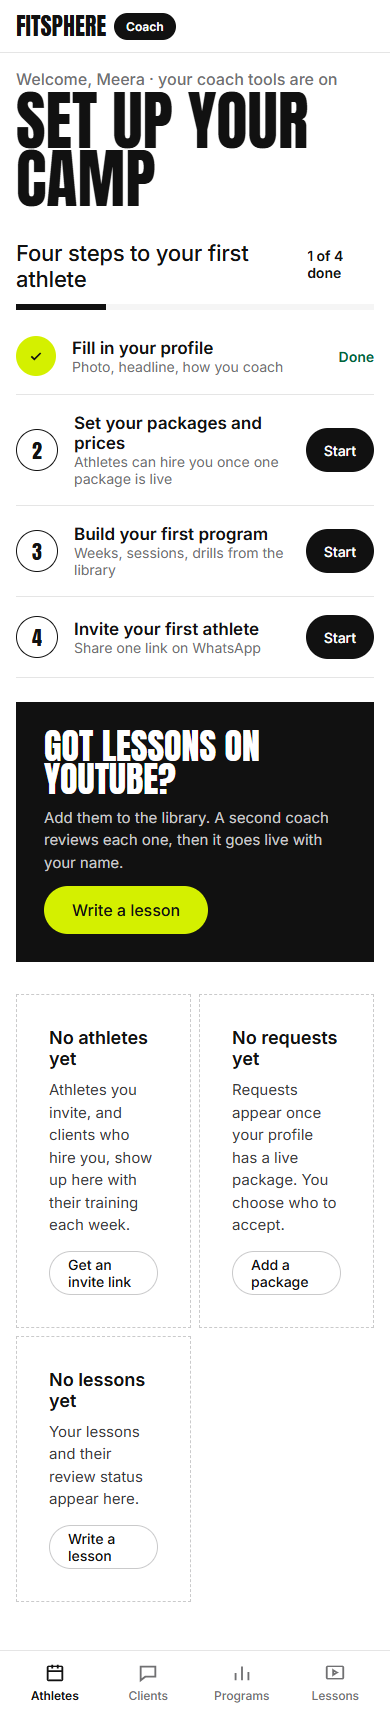 FITSPHERE Coach
Welcome, Meera · your coach tools are on
SET UP YOUR
CAMP
Four steps to your first
athlete
1 of 4
done
Fill in your profile
Photo, headline, how you coach
Done
2
Set your packages and
prices
Athletes can hire you once one
package is live
Start
3
Build your first program
Weeks, sessions, drills from the
library
Start
4
Invite your first athlete
Share one link on WhatsApp
Start
GOT LESSONS ON
YOUTUBE?
Add them to the library. A second coach
reviews each one, then it goes live with
your name.
Write a lesson
No athletes
yet
Athletes you
invite, and
clients who
hire you, show
up here with
their training
each week.
Get an
invite link
No requests
yet
Requests
appear once
your profile
has a live
package. You
choose who to
accept.
Add a
package
No lessons
yet
Your lessons
and their
review status
appear here.
Write a
lesson
Athletes Clients Programs Lessons